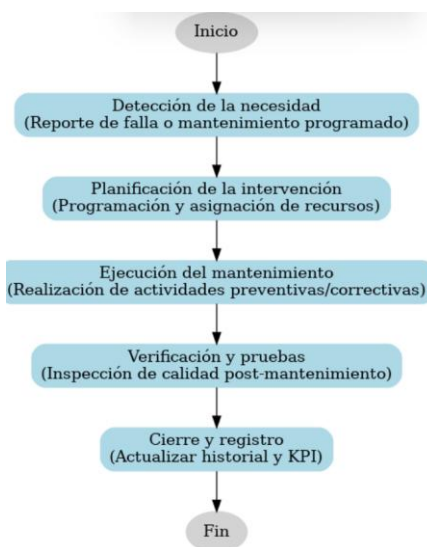 Inicio
Detección de la necesidad
(Reporte de falla o mantenimiento programado)
Planificación de la intervención
(Programación y asignación de recursos)
Ejecución del mantenimiento
(Realización de actividades preventivas/correctivas)
Verificación y pruebas
(Inspección de calidad post-mantenimiento)
Cierre y registro
(Actualizar historial y KPI)
Fin